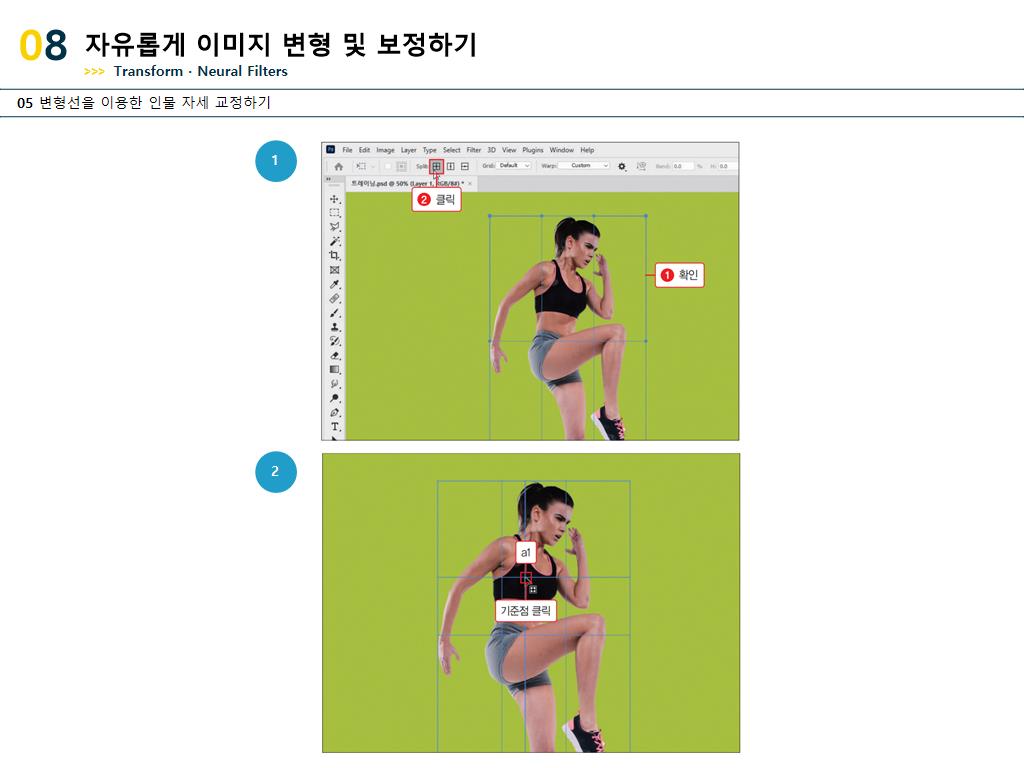 08 자유롭게 이미지 변형 및 보정하기
>>> Transform · Neural Filters
05 변형선을 이용한 인물 자세 교정하기
1
Ps File Edit Image Layer Type Select Filter 3D View Plugins Window Help
Split: Grid: Default Warp: Custom Bend: 0.0 % H: 0.0
트레이닝.psd @ 50% (Layer 1, RGB/8#) * ×
2 클릭
1 확인
2
a1
기준점 클릭